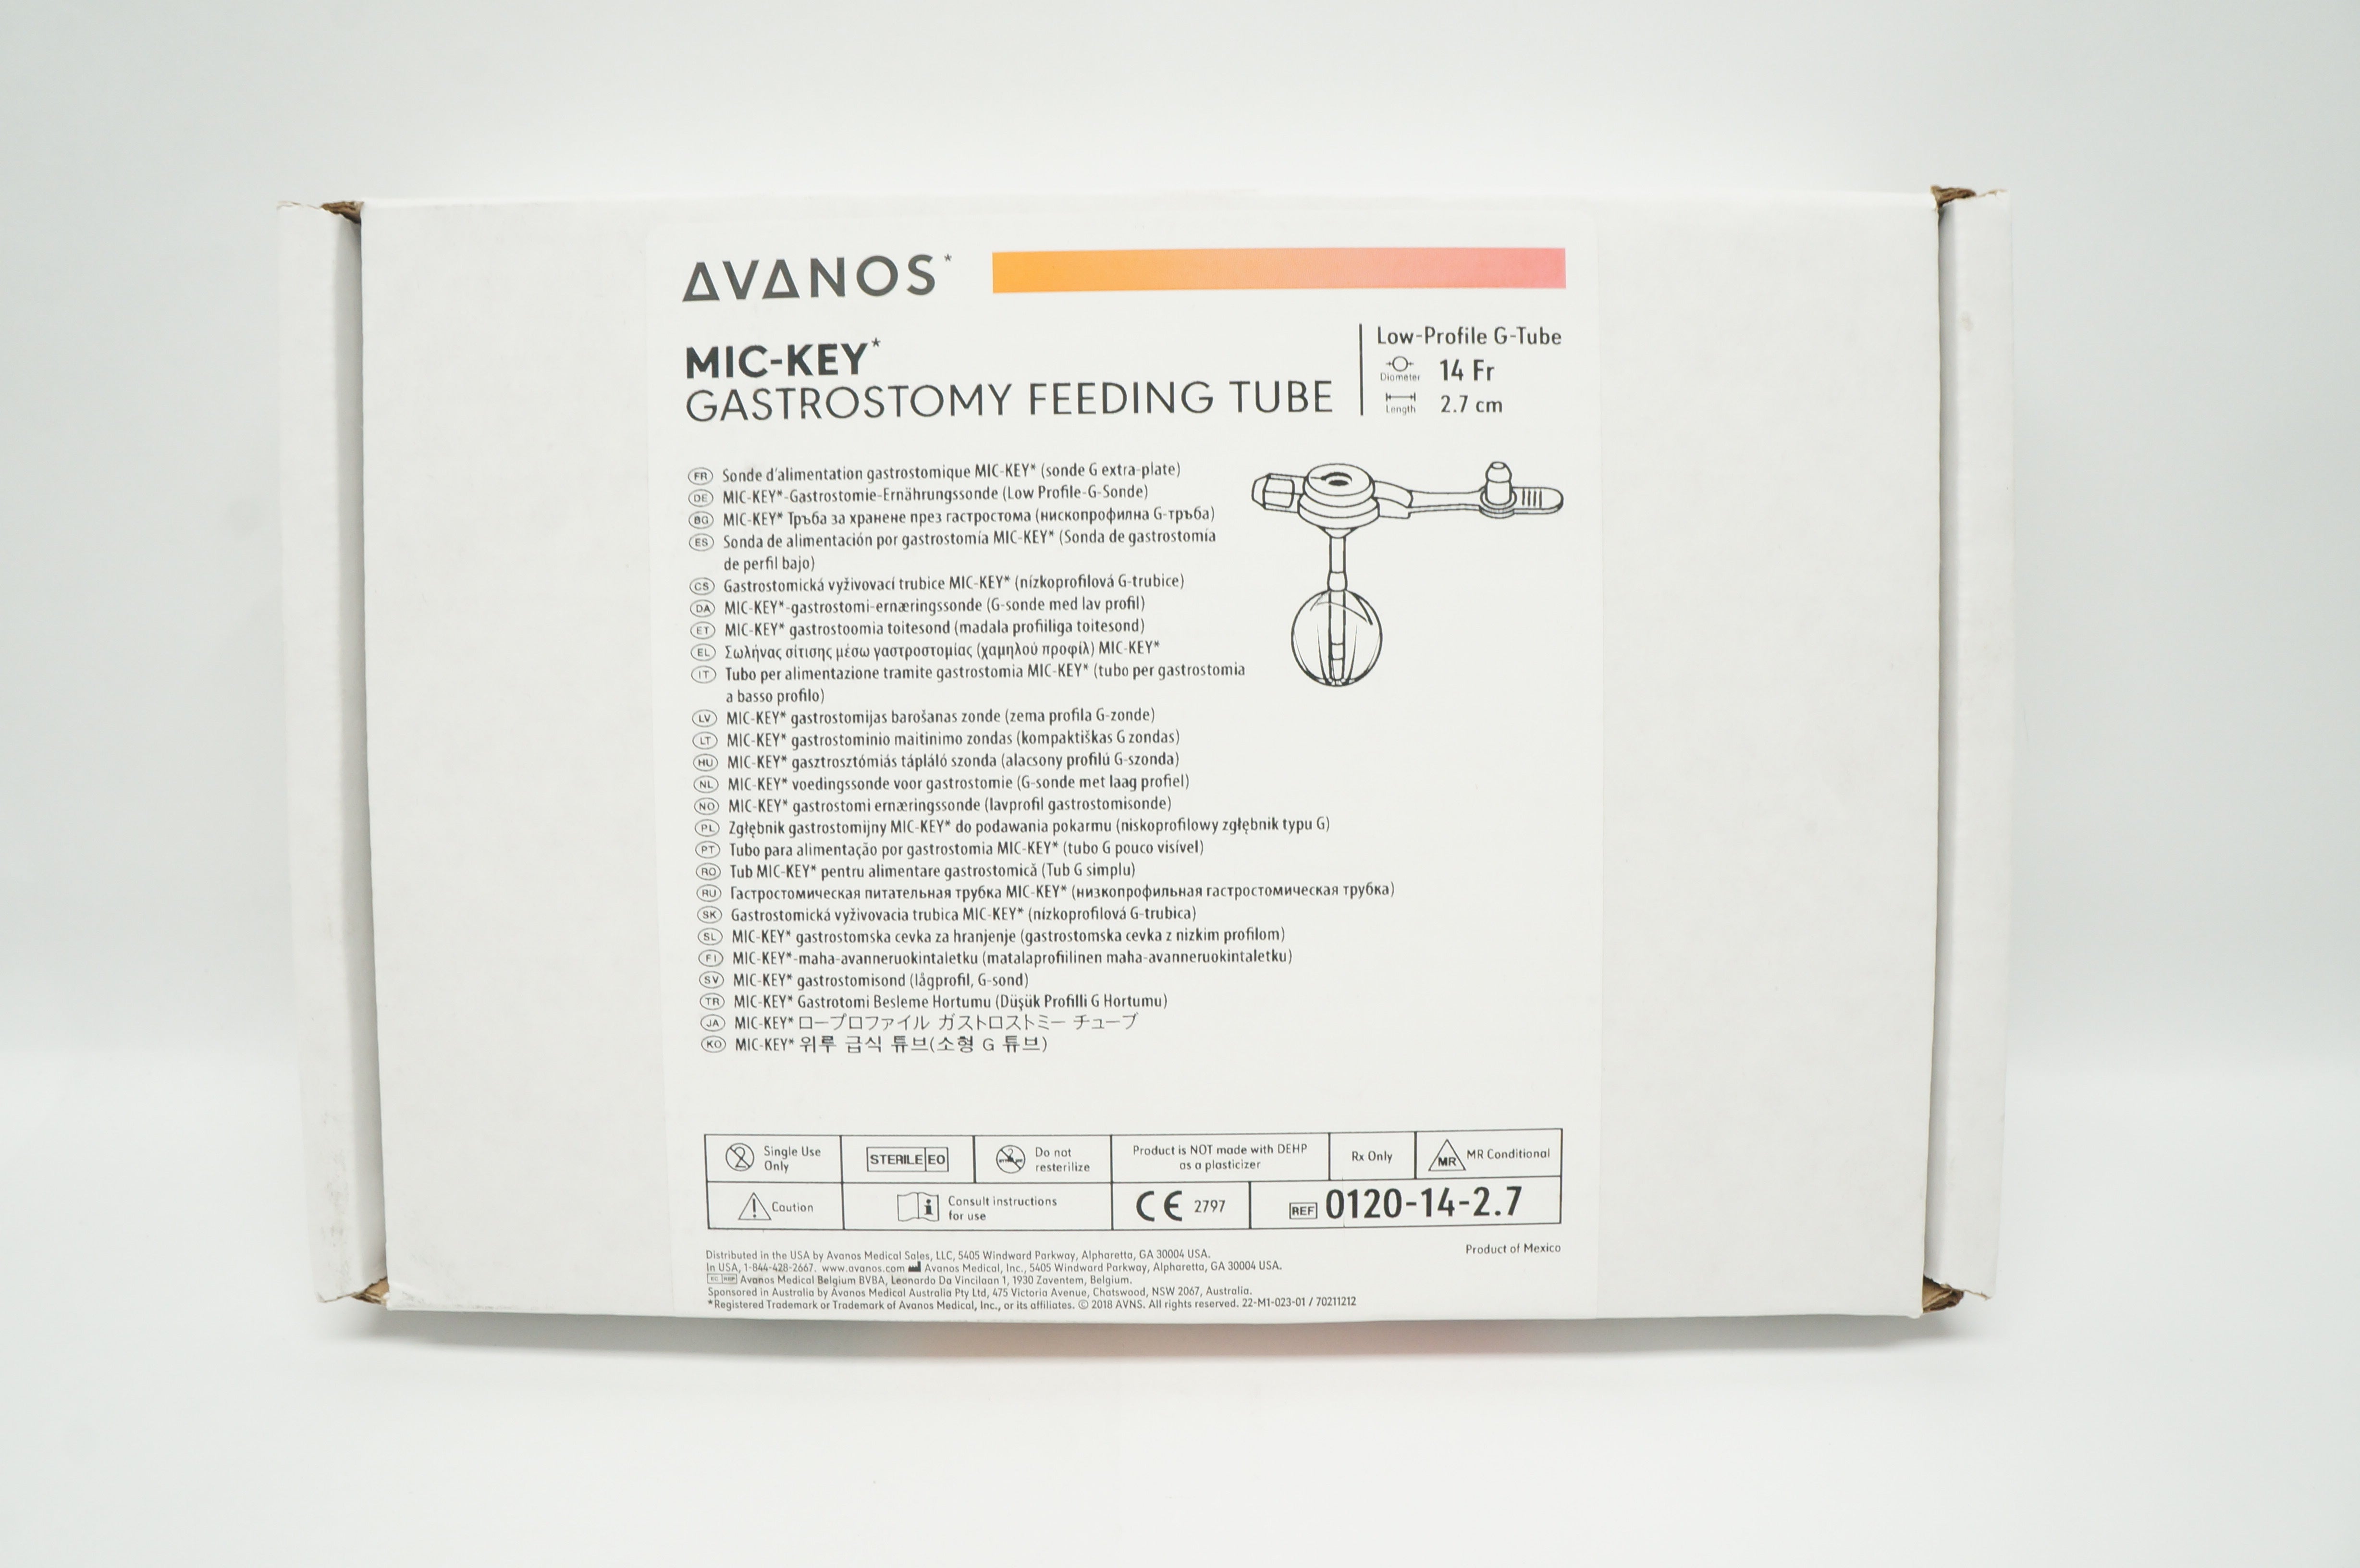 AVANOS*
MIC-KEY*
GASTROSTOMY FEEDING TUBE
Low-Profile G-Tube
Diameter 14 Fr
Length 2.7 cm
FR Sonde d'alimentation gastrostomique MIC-KEY* (sonde G extra-plate)
DE MIC-KEY*-Gastrostomie-Ernährungssonde (Low Profile-G-Sonde)
BG MIC-KEY* Тръба за хранене през гастростома (нископрофилна G-тръба)
ES Sonda de alimentación por gastrostomía MIC-KEY* (Sonda de gastrostomía
de perfil bajo)
CS Gastrostomická vyživovací trubice MIC-KEY* (nízkoprofilová G-trubice)
DA MIC-KEY*-gastrostomi-ernæringssonde (G-sonde med lav profil)
ET MIC-KEY* gastrostoomia toitesond (madala profiiliga toitesond)
EL Σωλήνας σίτισης μέσω γαστροστομίας (χαμηλού προφίλ) MIC-KEY*
IT Tubo per alimentazione tramite gastrostomia MIC-KEY* (tubo per gastrostomia
a basso profilo)
LV MIC-KEY* gastrostomijas barošanas zonde (zema profila G-zonde)
LT MIC-KEY* gastrostominio maitinimo zondas (kompaktiškas G zondas)
HU MIC-KEY* gasztrosztómiás tápláló szonda (alacsony profilú G-szonda)
NL MIC-KEY* voedingssonde voor gastrostomie (G-sonde met laag profiel)
NO MIC-KEY* gastrostomi ernæringssonde (lavprofil gastrostomisonde)
PL Zgłębnik gastrostomijny MIC-KEY* do podawania pokarmu (niskoprofilowy zgłębnik typu G)
PT Tubo para alimentação por gastrostomia MIC-KEY* (tubo G pouco visível)
RO Tub MIC-KEY* pentru alimentare gastrostomică (Tub G simplu)
RU Гастростомическая питательная трубка MIC-KEY* (низкопрофильная гастростомическая трубка)
SK Gastrostomická vyživovacia trubica MIC-KEY* (nízkoprofilová G-trubica)
SL MIC-KEY* gastrostomska cevka za hranjenje (gastrostomska cevka z nizkim profilom)
FI MIC-KEY*-maha-avanneruokintaletku (matalaprofiilinen maha-avanneruokintaletku)
SV MIC-KEY* gastrostomisond (lågprofil, G-sond)
TR MIC-KEY* Gastrotomi Besleme Hortumu (Düşük Profilli G Hortumu)
JA MIC-KEY* ロープロファイル ガストロストミー チューブ
KO MIC-KEY* 위루 급식 튜브(소형 G 튜브)
Single Use
Only
STERILE EO
Do not
resterilize
Product is NOT made with DEHP
as a plasticizer
Rx Only
MR MR Conditional
Caution
Consult instructions
for use
CE 2797
REF 0120-14-2.7
Distributed in the USA by Avanos Medical Sales, LLC, 5405 Windward Parkway, Alpharetta, GA 30004 USA.
In USA, 1-844-428-2667. www.avanos.com Avanos Medical, Inc., 5405 Windward Parkway, Alpharetta, GA 30004 USA.
EC REP Avanos Medical Belgium BVBA, Leonardo Da Vincilaan 1, 1930 Zaventem, Belgium.
Sponsored in Australia by Avanos Medical Australia Pty Ltd, 475 Victoria Avenue, Chatswood, NSW 2067, Australia.
*Registered Trademark or Trademark of Avanos Medical, Inc., or its affiliates. © 2018 AVNS. All rights reserved. 22-M1-023-01 / 70211212
Product of Mexico